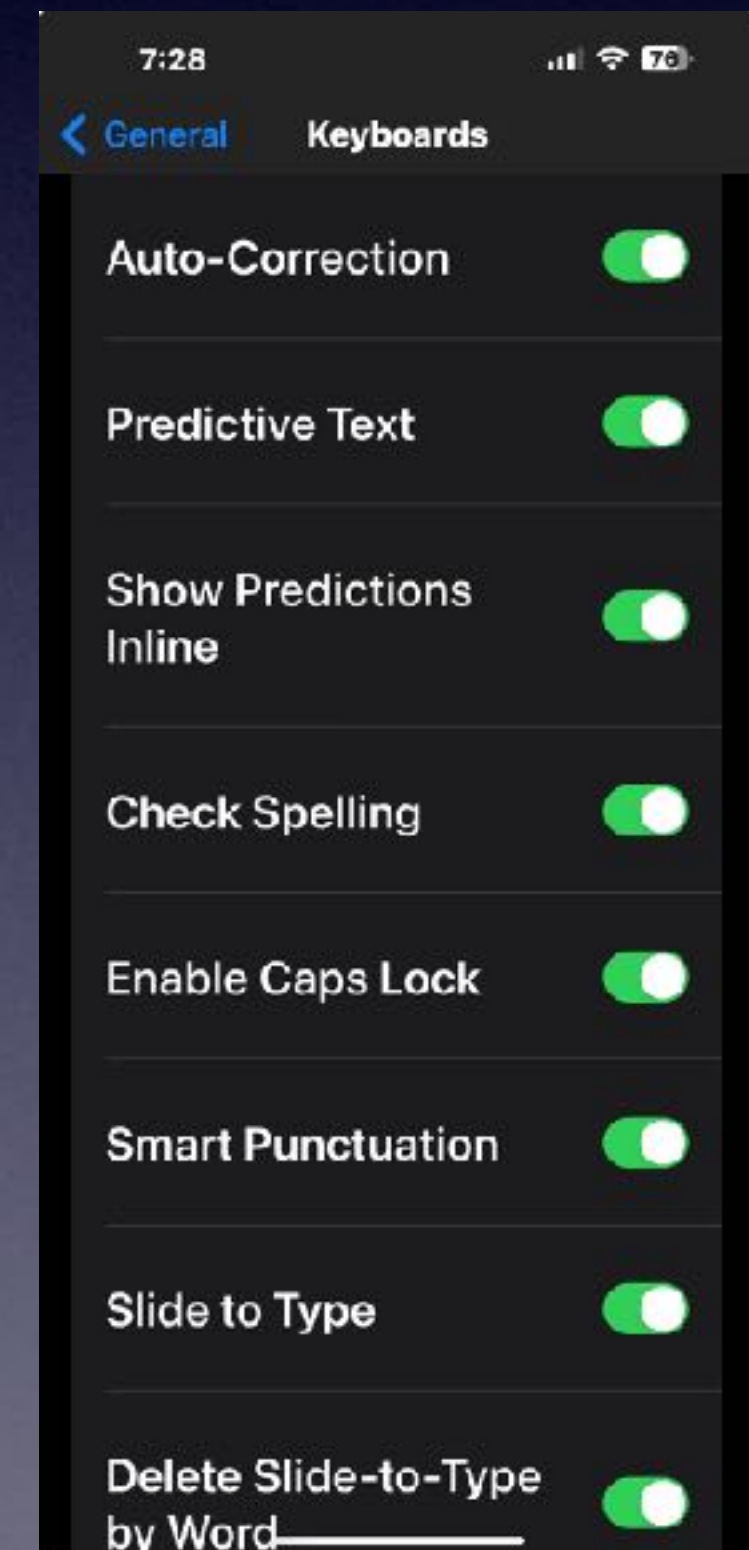 7:28
76
General Keyboards
Auto-Correction
Predictive Text
Show Predictions
Inline
Check Spelling
Enable Caps Lock
Smart Punctuation
Slide to Type
Delete Slide-to-Type
by Word